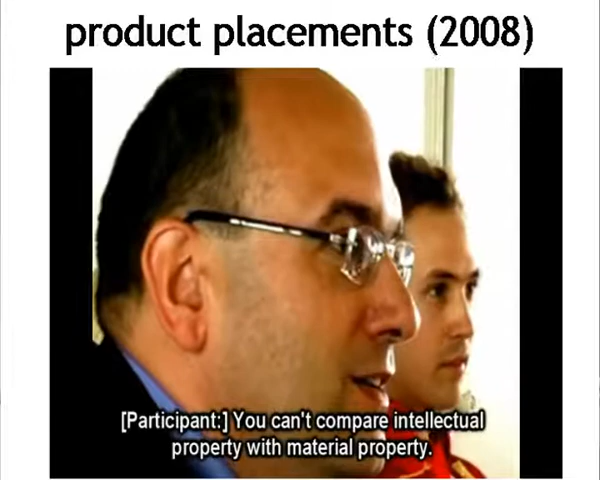 product placements (2008)
[Participant:] You can't compare intellectual
property with material property.